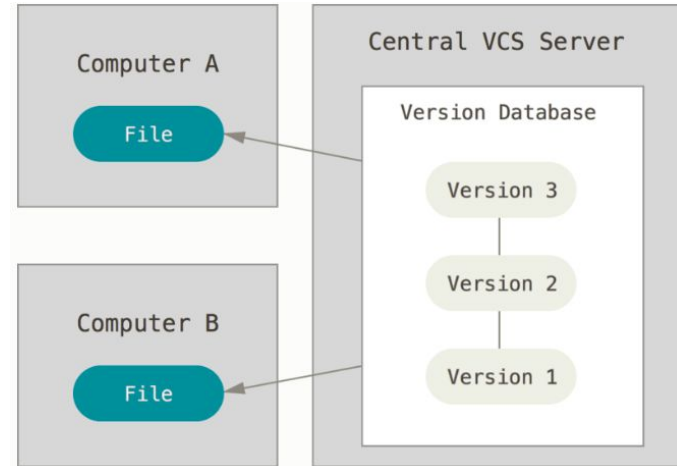 Computer A
File
Computer B
File
Central VCS Server
Version Database
Version 3
Version 2
Version 1